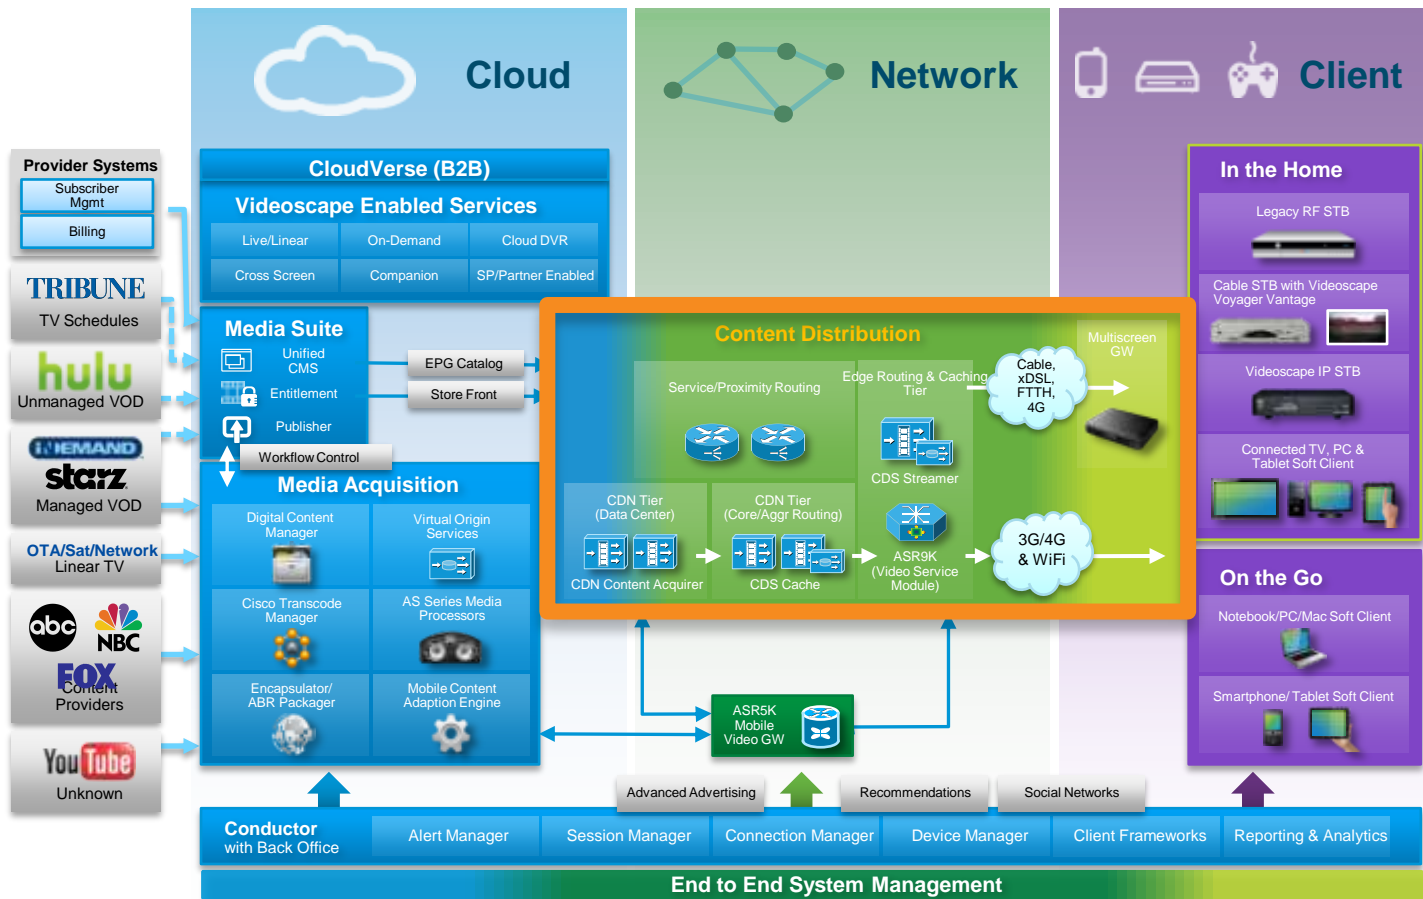 Cloud
Network
Client
Provider Systems
Subscriber
Mgmt
Billing
TRIBUNE
TV Schedules
hulu
Unmanaged VOD
iNDEMAND
starz
Managed VOD
OTA/Sat/Network
Linear TV
abc
NBC
FOX
Content
Providers
You Tube
Unknown
CloudVerse (B2B)
Videoscape Enabled Services
Live/Linear
On-Demand
Cloud DVR
Cross Screen
Companion
SP/Partner Enabled
Media Suite
Unified
CMS
Entitlement
Publisher
EPG Catalog
Store Front
Workflow Control
Media Acquisition
Digital Content
Manager
Virtual Origin
Services
Cisco Transcode
Manager
AS Series Media
Processors
Encapsulator/
ABR Packager
Mobile Content
Adaption Engine
Content Distribution
Service/Proximity Routing
Edge Routing & Caching
Tier
CDS Streamer
CDN Tier
(Data Center)
CDN Content Acquirer
CDN Tier
(Core/Aggr Routing)
CDS Cache
ASR9K
(Video Service
Module)
Cable,
xDSL,
FTTH,
4G
3G/4G
& WiFi
Multiscreen
GW
ASR5K
Mobile
Video GW
In the Home
Legacy RF STB
Cable STB with Videoscape
Voyager Vantage
Videoscape IP STB
Connected TV, PC &
Tablet Soft Client
On the Go
Notebook/PC/Mac Soft Client
Smartphone/ Tablet Soft Client
Advanced Advertising
Recommendations
Social Networks
Conductor
with Back Office
Alert Manager
Session Manager
Connection Manager
Device Manager
Client Frameworks
Reporting & Analytics
End to End System Management